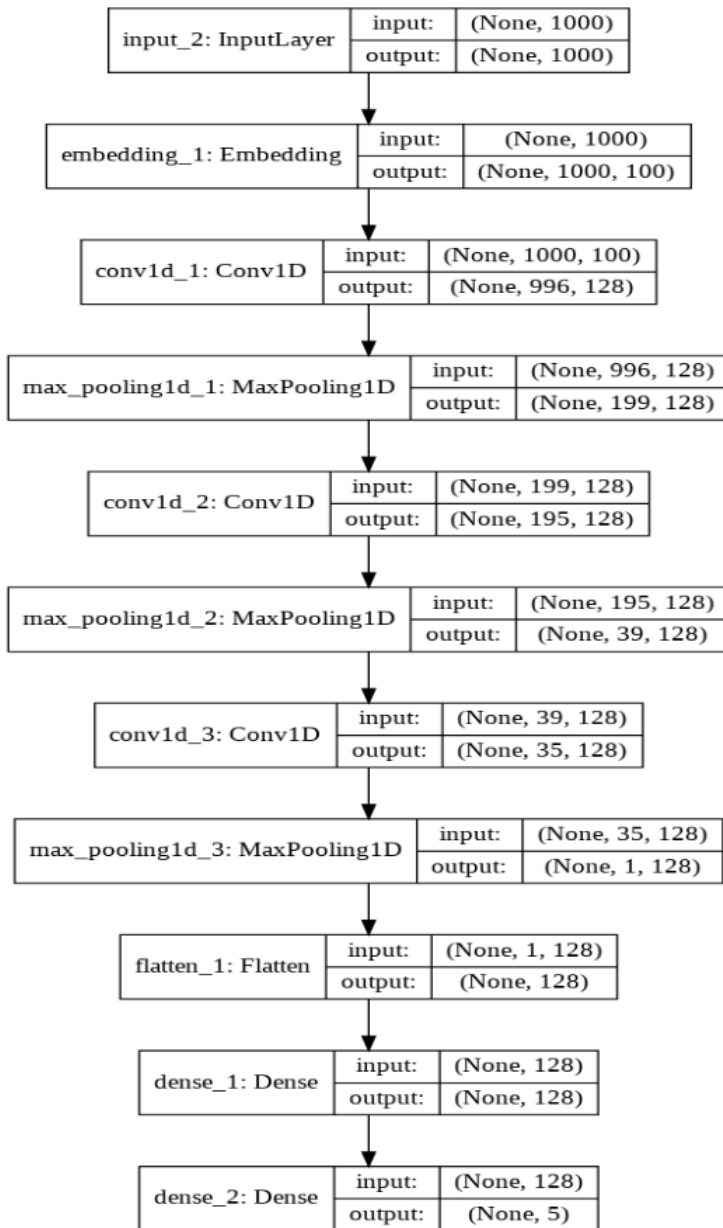 input_2: InputLayer
input: (None, 1000)
output: (None, 1000)
embedding_1: Embedding
input: (None, 1000)
output: (None, 1000, 100)
conv1d_1: Conv1D
input: (None, 1000, 100)
output: (None, 996, 128)
max_pooling1d_1: MaxPooling1D
input: (None, 996, 128)
output: (None, 199, 128)
conv1d_2: Conv1D
input: (None, 199, 128)
output: (None, 195, 128)
max_pooling1d_2: MaxPooling1D
input: (None, 195, 128)
output: (None, 39, 128)
conv1d_3: Conv1D
input: (None, 39, 128)
output: (None, 35, 128)
max_pooling1d_3: MaxPooling1D
input: (None, 35, 128)
output: (None, 1, 128)
flatten_1: Flatten
input: (None, 1, 128)
output: (None, 128)
dense_1: Dense
input: (None, 128)
output: (None, 128)
dense_2: Dense
input: (None, 128)
output: (None, 5)